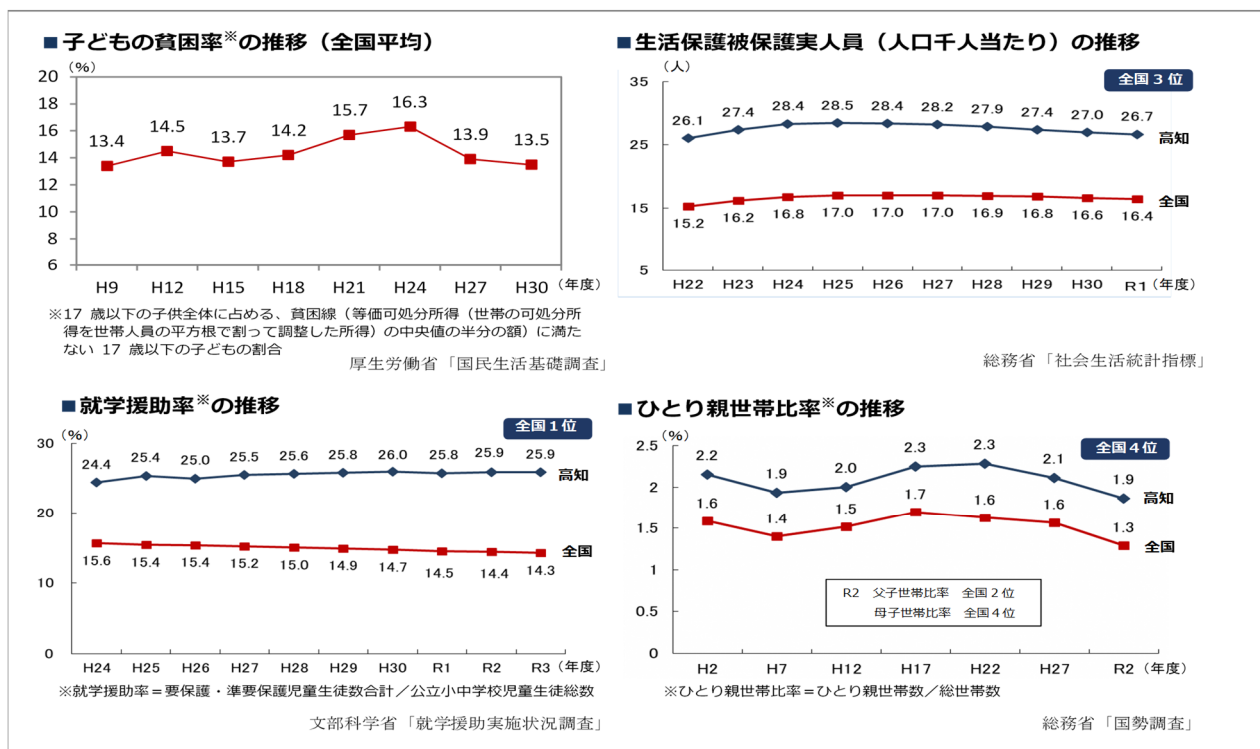 ■子どもの貧困率※の推移（全国平均）
（%）
20
18
16
14
12
10
8
6
13.4
14.5
13.7
14.2
15.7
16.3
13.9
13.5
H9 H12 H15 H18 H21 H24 H27 H30 （年度）
※17 歳以下の子供全体に占める、貧困線（等価可処分所得（世帯の可処分所
得を世帯人員の平方根で割って調整した所得）の中央値の半分の額）に満た
ない 17 歳以下の子どもの割合
厚生労働省「国民生活基礎調査」
■生活保護被保護実人員（人口千人当たり）の推移
（人）
全国３位
35
25
15
5
26.1 27.4 28.4 28.5 28.4 28.2 27.9 27.4 27.0 26.7
高知
全国
15.2 16.2 16.8 17.0 17.0 17.0 16.9 16.8 16.6 16.4
H22 H23 H24 H25 H26 H27 H28 H29 H30 R1 （年度）
総務省「社会生活統計指標」
■就学援助率※の推移
（%）
全国１位
30
20
10
0
24.4 25.4 25.0 25.5 25.6 25.8 26.0 25.8 25.9 25.9
高知
全国
15.6 15.4 15.4 15.2 15.0 14.9 14.7 14.5 14.4 14.3
H24 H25 H26 H27 H28 H29 H30 R1 R2 R3 （年度）
※就学援助率＝要保護・準要保護児童生徒数合計／公立小中学校児童生徒総数
文部科学省「就学援助実施状況調査」
■ひとり親世帯比率※の推移
（%）
全国４位
2.5
2
1.5
1
0.5
0
2.2 1.9 2.0 2.3 2.3 2.1 1.9
高知
1.6 1.4 1.5 1.7 1.6 1.6 1.3
全国
R2 父子世帯比率 全国２位
母子世帯比率 全国４位
H2 H7 H12 H17 H22 H27 R2 （年度）
※ひとり親世帯比率＝ひとり親世帯数／総世帯数
総務省「国勢調査」